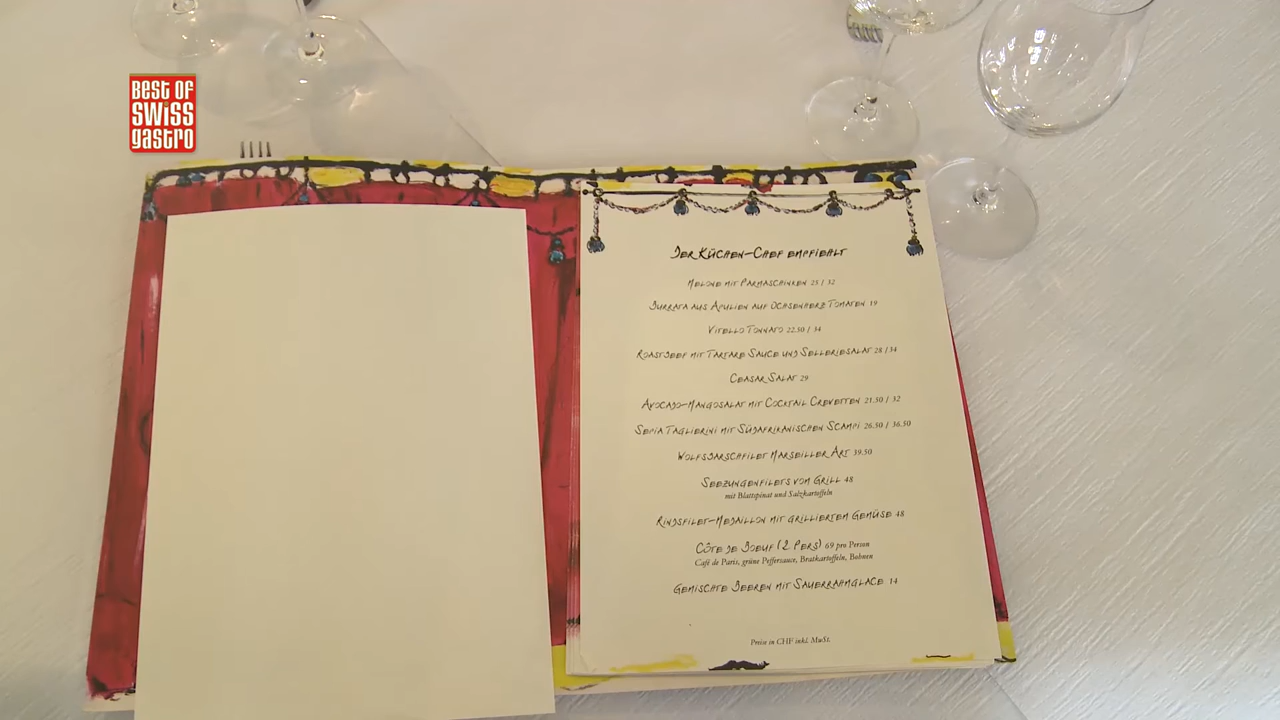 BEST OF
SWiSS
gastro
DER KÜCHEN-CHEF EMPFIEHLT
MELONE MIT PARMASCHINKEN 23 / 32
BURRATA AUS APULIEN AUF OCHSENHERZ TOMATEN 19
VITELLO TONNATO 22.50 / 34
ROASTBEEF MIT TARTARE SAUCE UND SELLERIESALAT 28 / 34
CEASAR SALAT 29
AVOCADO-MANGOSALAT MIT COCKTAIL CREVETTEN 21.50 / 32
SEPIA TAGLIERINI MIT SÜDAFRIKANISCHEN SCAMPI 26.50 / 36.50
WOLFSBARSCHFILET MARSEILLER ART 39.50
SEEZUNGENFILETS VOM GRILL 48
mit Blattspinat und Salzkartoffeln
RINDSFILET-MEDAILLON MIT GRILLIERTEM GEMÜSE 48
CÔTE DE BOEUF (2 PERS) 69 pro Person
Café de Paris, grüne Pfeffersauce, Bratkartoffeln, Bohnen
GEMISCHTE BEEREN MIT SAUERRAHMGLACE 14
Preise in CHF inkl. MwSt.